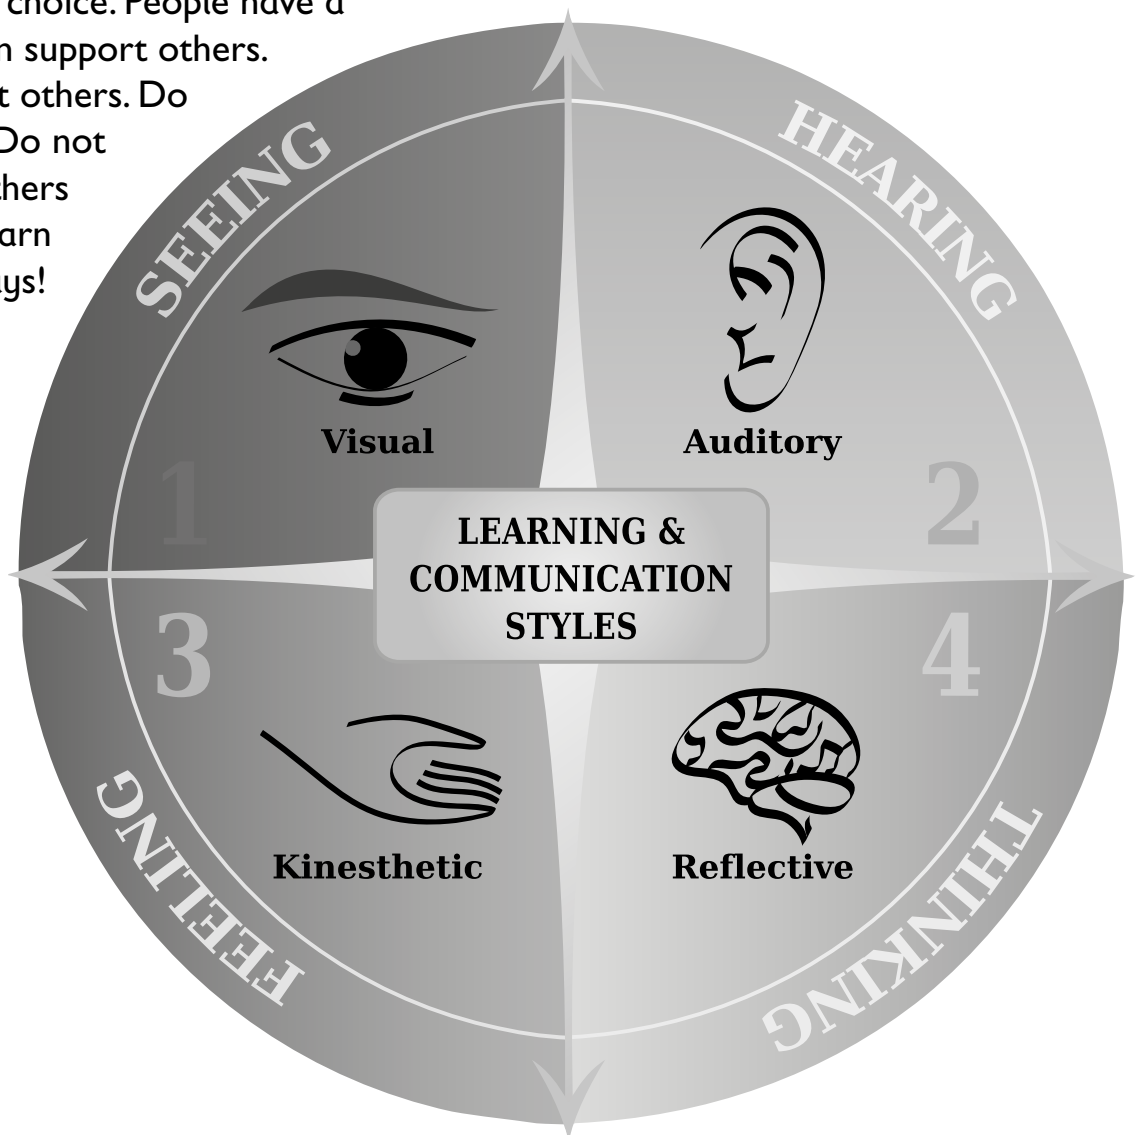 choice. People have a
n support others.
t others. Do
Do not
thers
arn
ys!
SEEING
HEARING
Visual
Auditory
1
2
LEARNING &
COMMUNICATION
STYLES
3
4
Kinesthetic
Reflective
FEELING
THINKING